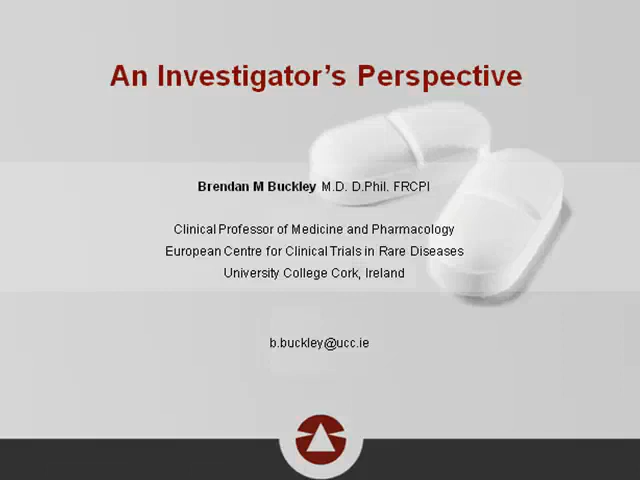 An Investigator's Perspective
Brendan M Buckley M.D. D.Phil. FRCPI
Clinical Professor of Medicine and Pharmacology
European Centre for Clinical Trials in Rare Diseases
University College Cork, Ireland
b.buckley@ucc.ie